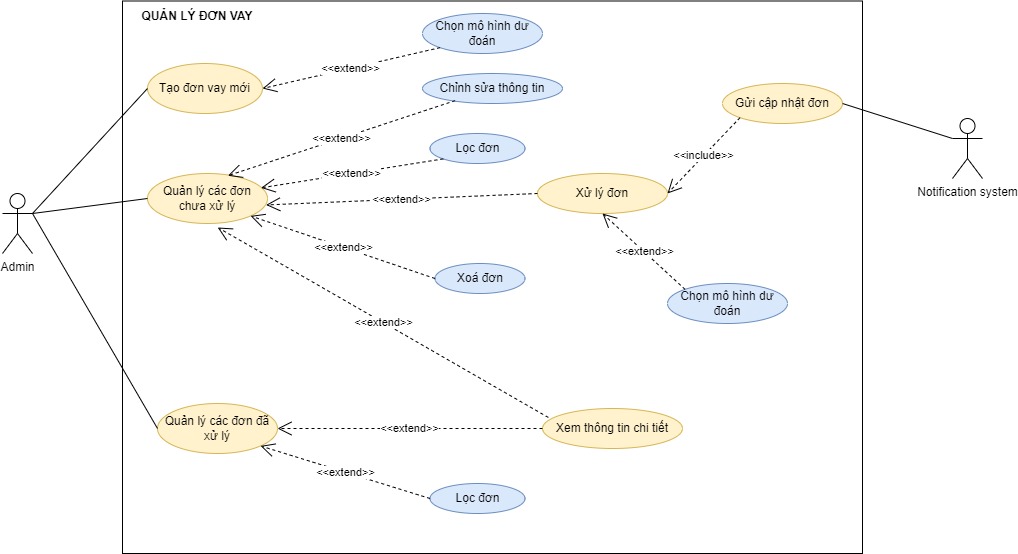 QUẢN LÝ ĐƠN VAY
Chọn mô hình dư
đoán
<<extend>>
Tạo đơn vay mới
Chỉnh sửa thông tin
Gửi cập nhật đơn
<<extend>>
Lọc đơn
<<include>>
<<extend>>
Quản lý các đơn
chưa xử lý
<<extend>>
Xử lý đơn
Notification system
Admin
<<extend>>
<<extend>>
Xoá đơn
Chọn mô hình dư
đoán
<<extend>>
Quản lý các đơn đã
xử lý
<<extend>>
Xem thông tin chi tiết
<<extend>>
Lọc đơn